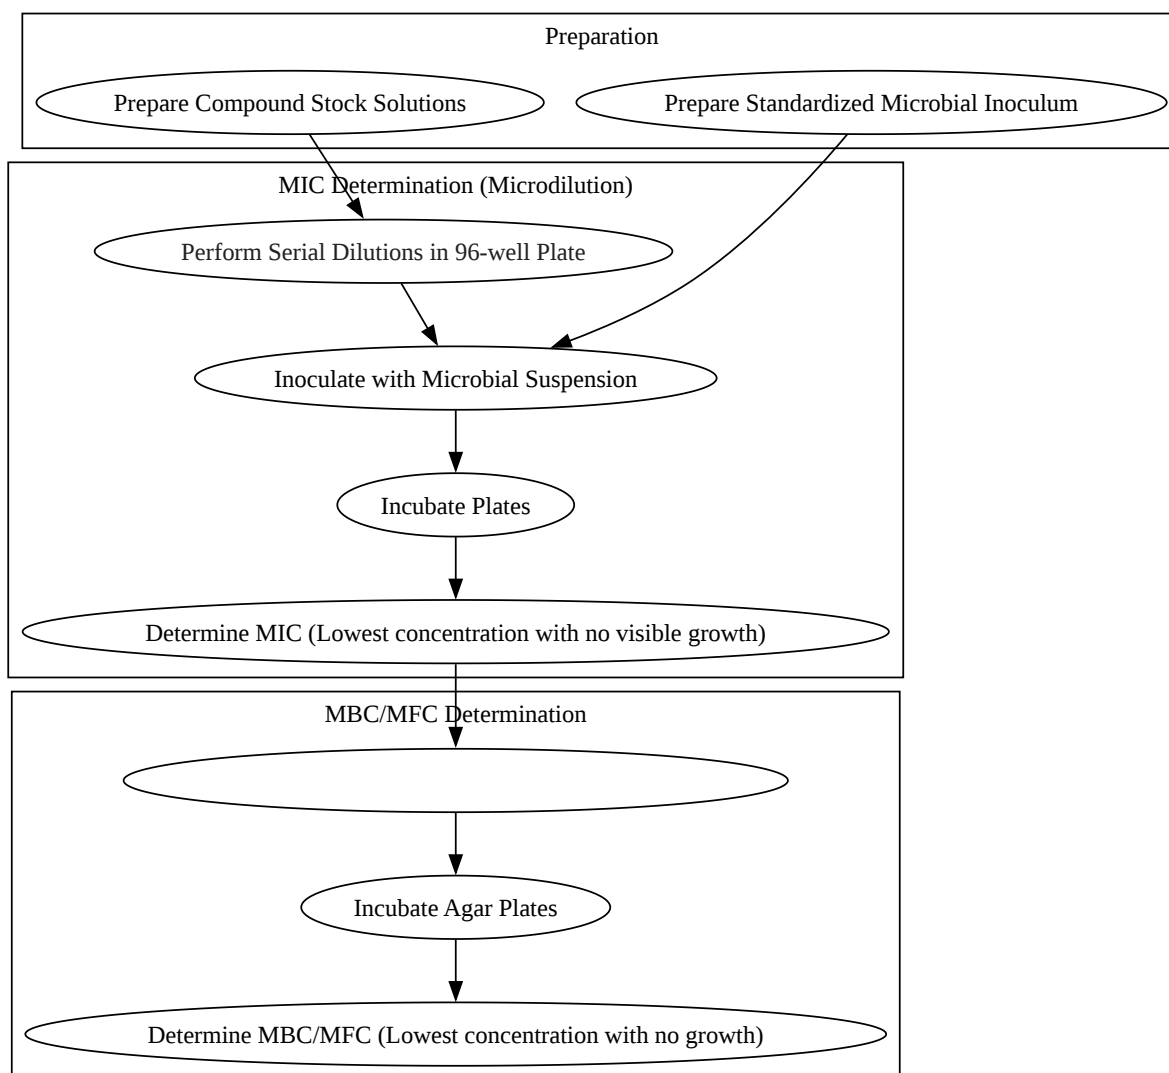 Preparation
Prepare Compound Stock Solutions
Prepare Standardized Microbial Inoculum
MIC Determination (Microdilution)
Perform Serial Dilutions in 96-well Plate
Inoculate with Microbial Suspension
Incubate Plates
Determine MIC (Lowest concentration with no visible growth)
MBC/MFC Determination
Incubate Agar Plates
Determine MBC/MFC (Lowest concentration with no growth)